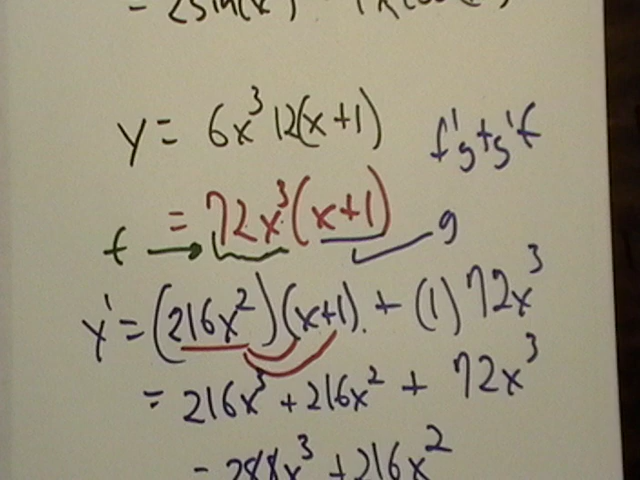 y = 6x³ 12(x+1)
f'g+g'f
= 72x³(x+1)
f → g
y' = (216x²)(x+1) + (1) 72x³
= 216x³ + 216x² + 72x³
= 288x³ + 216x²